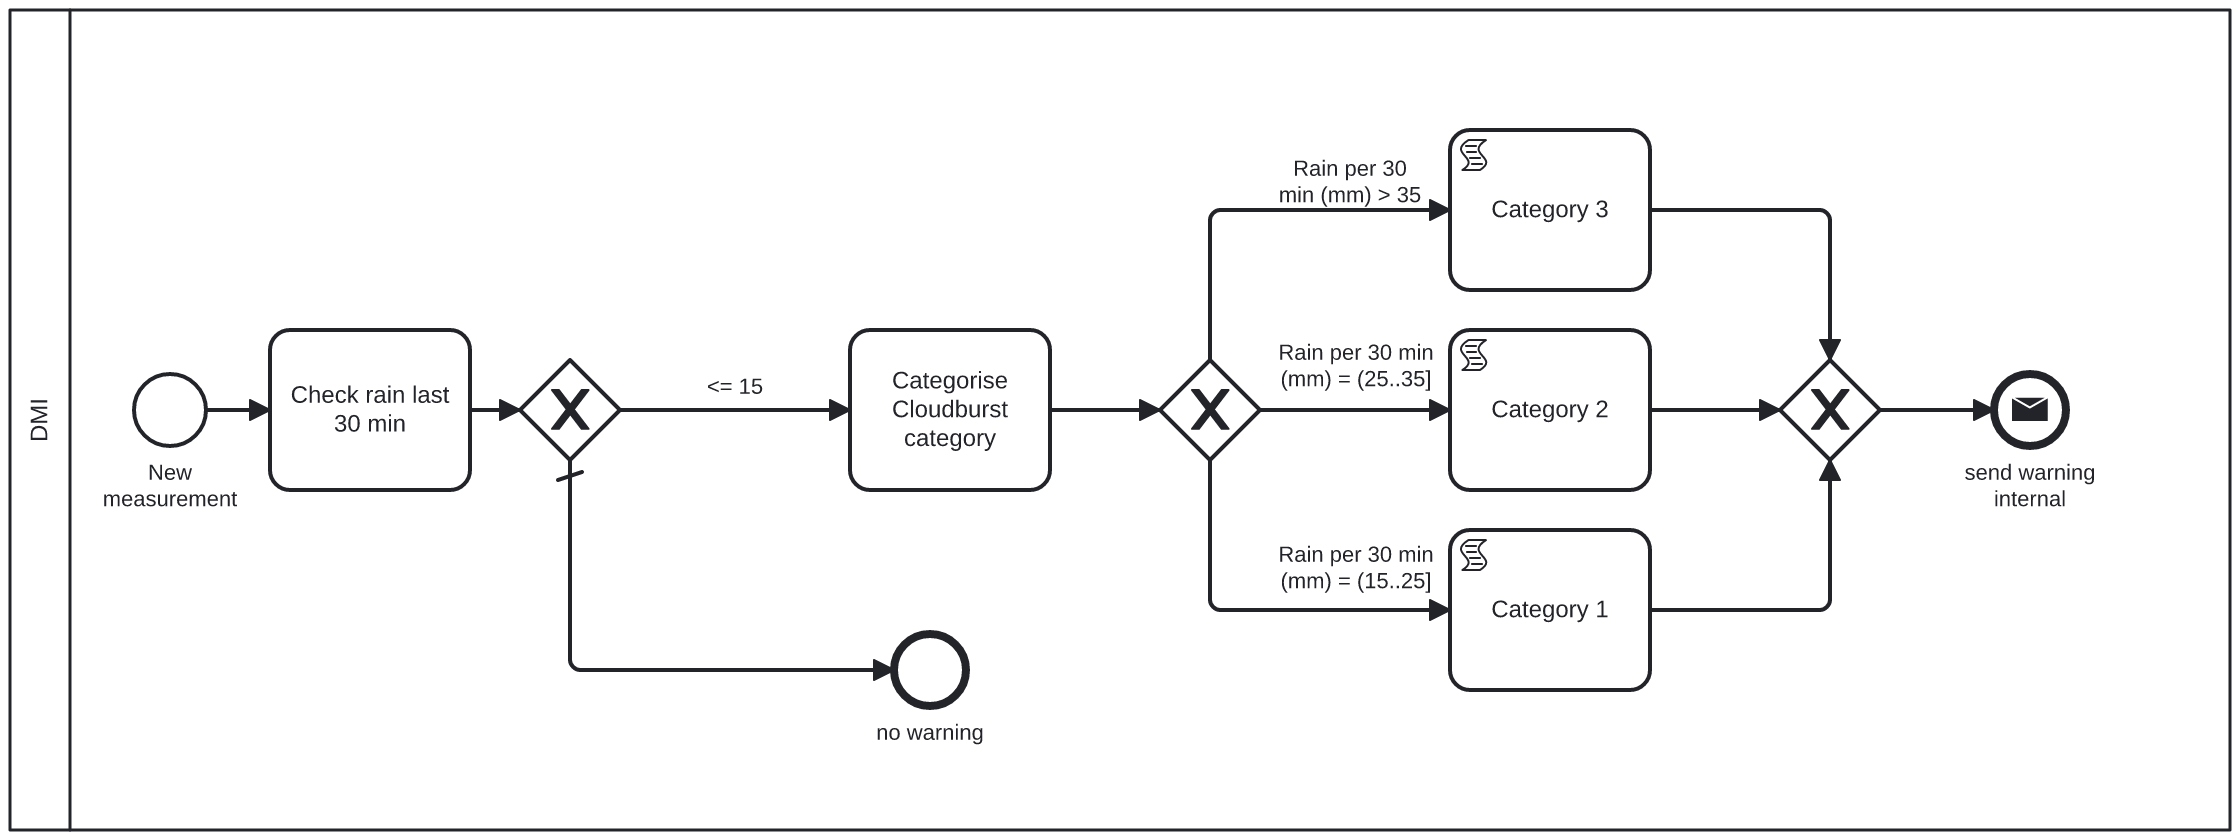 DMI
New
measurement
Check rain last
30 min
<= 15
no warning
Categorise
Cloudburst
category
Rain per 30
min (mm) > 35
Category 3
Rain per 30 min
(mm) = (25..35]
Category 2
Rain per 30 min
(mm) = (15..25]
Category 1
send warning
internal